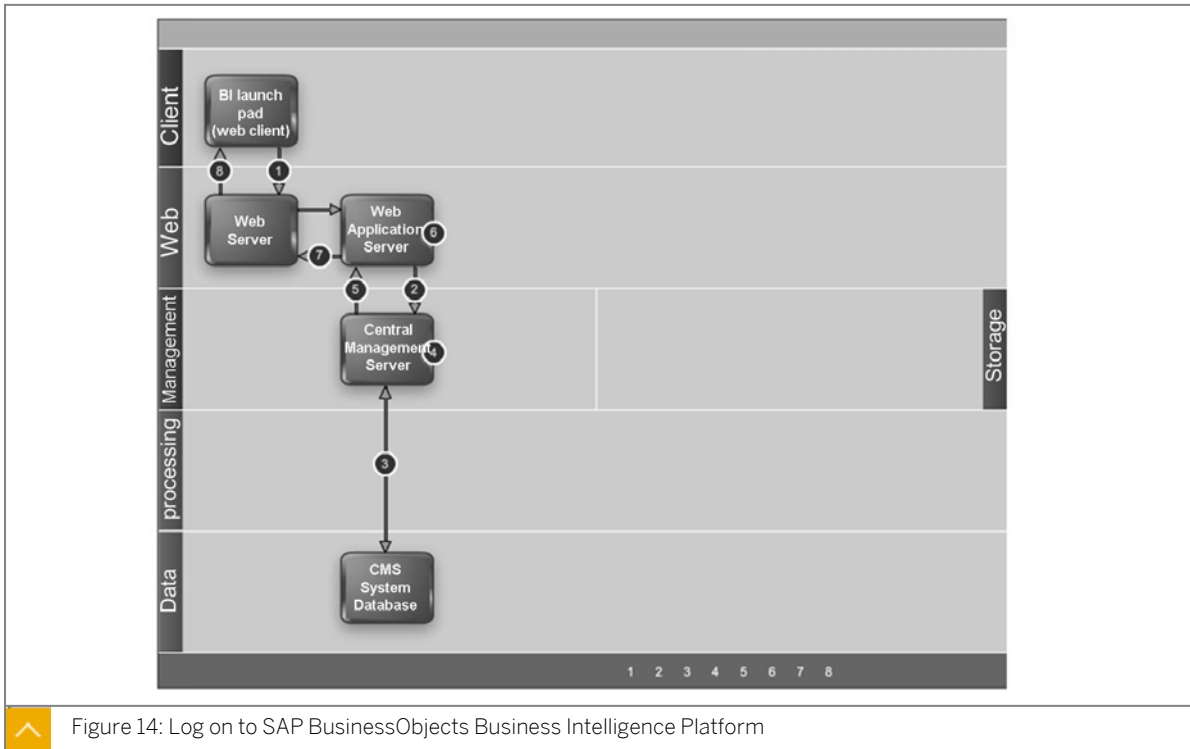 Client
BI launch
pad
(web client)
8
1
Web
Web
Server
Web
Application
Server
6
7
5
2
Management
Central
Management
Server
4
Storage
processing
3
Data
CMS
System
Database
1 2 3 4 5 6 7 8
Figure 14: Log on to SAP BusinessObjects Business Intelligence Platform